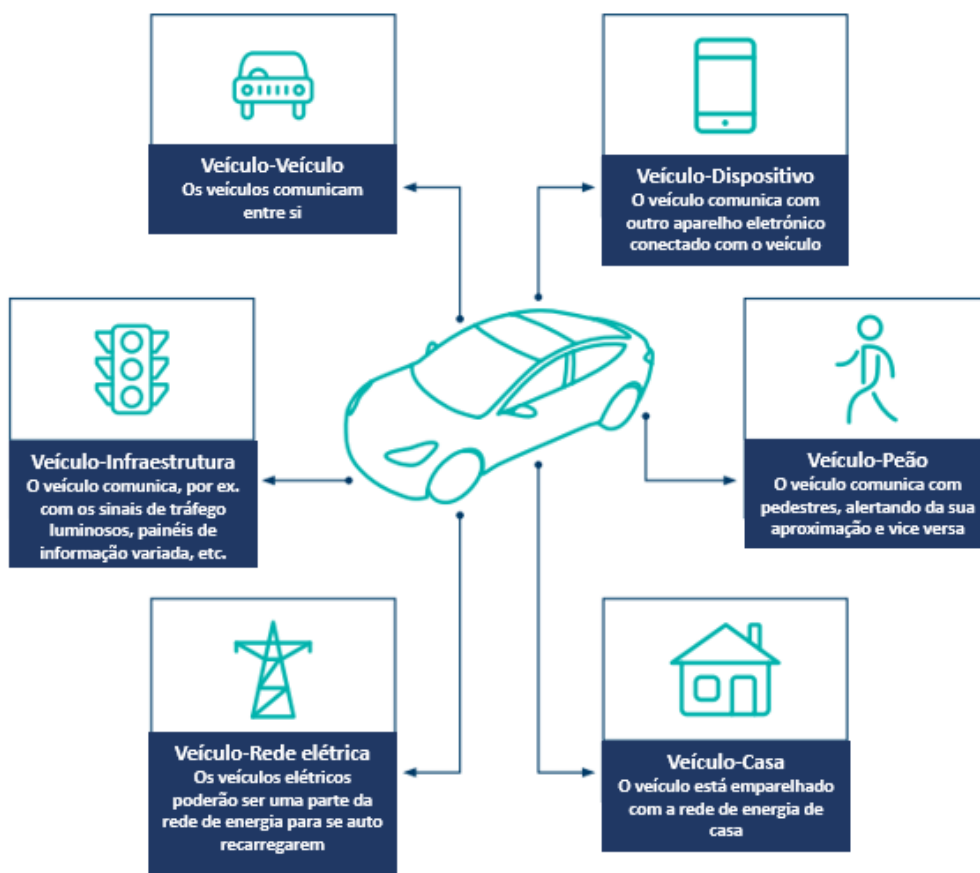 Veículo-Veículo
Os veículos comunicam
entre si
Veículo-Dispositivo
O veículo comunica com
outro aparelho eletrónico
conectado com o veículo
Veículo-Infraestrutura
O veículo comunica, por ex.
com os sinais de tráfego
luminosos, painéis de
informação variada, etc.
Veículo-Peão
O veículo comunica com
pedestres, alertando da sua
aproximação e vice versa
Veículo-Rede elétrica
Os veículos elétricos
poderão ser uma parte da
rede de energia para se auto
recarregarem
Veículo-Casa
O veículo está emparelhado
com a rede de energia de
casa